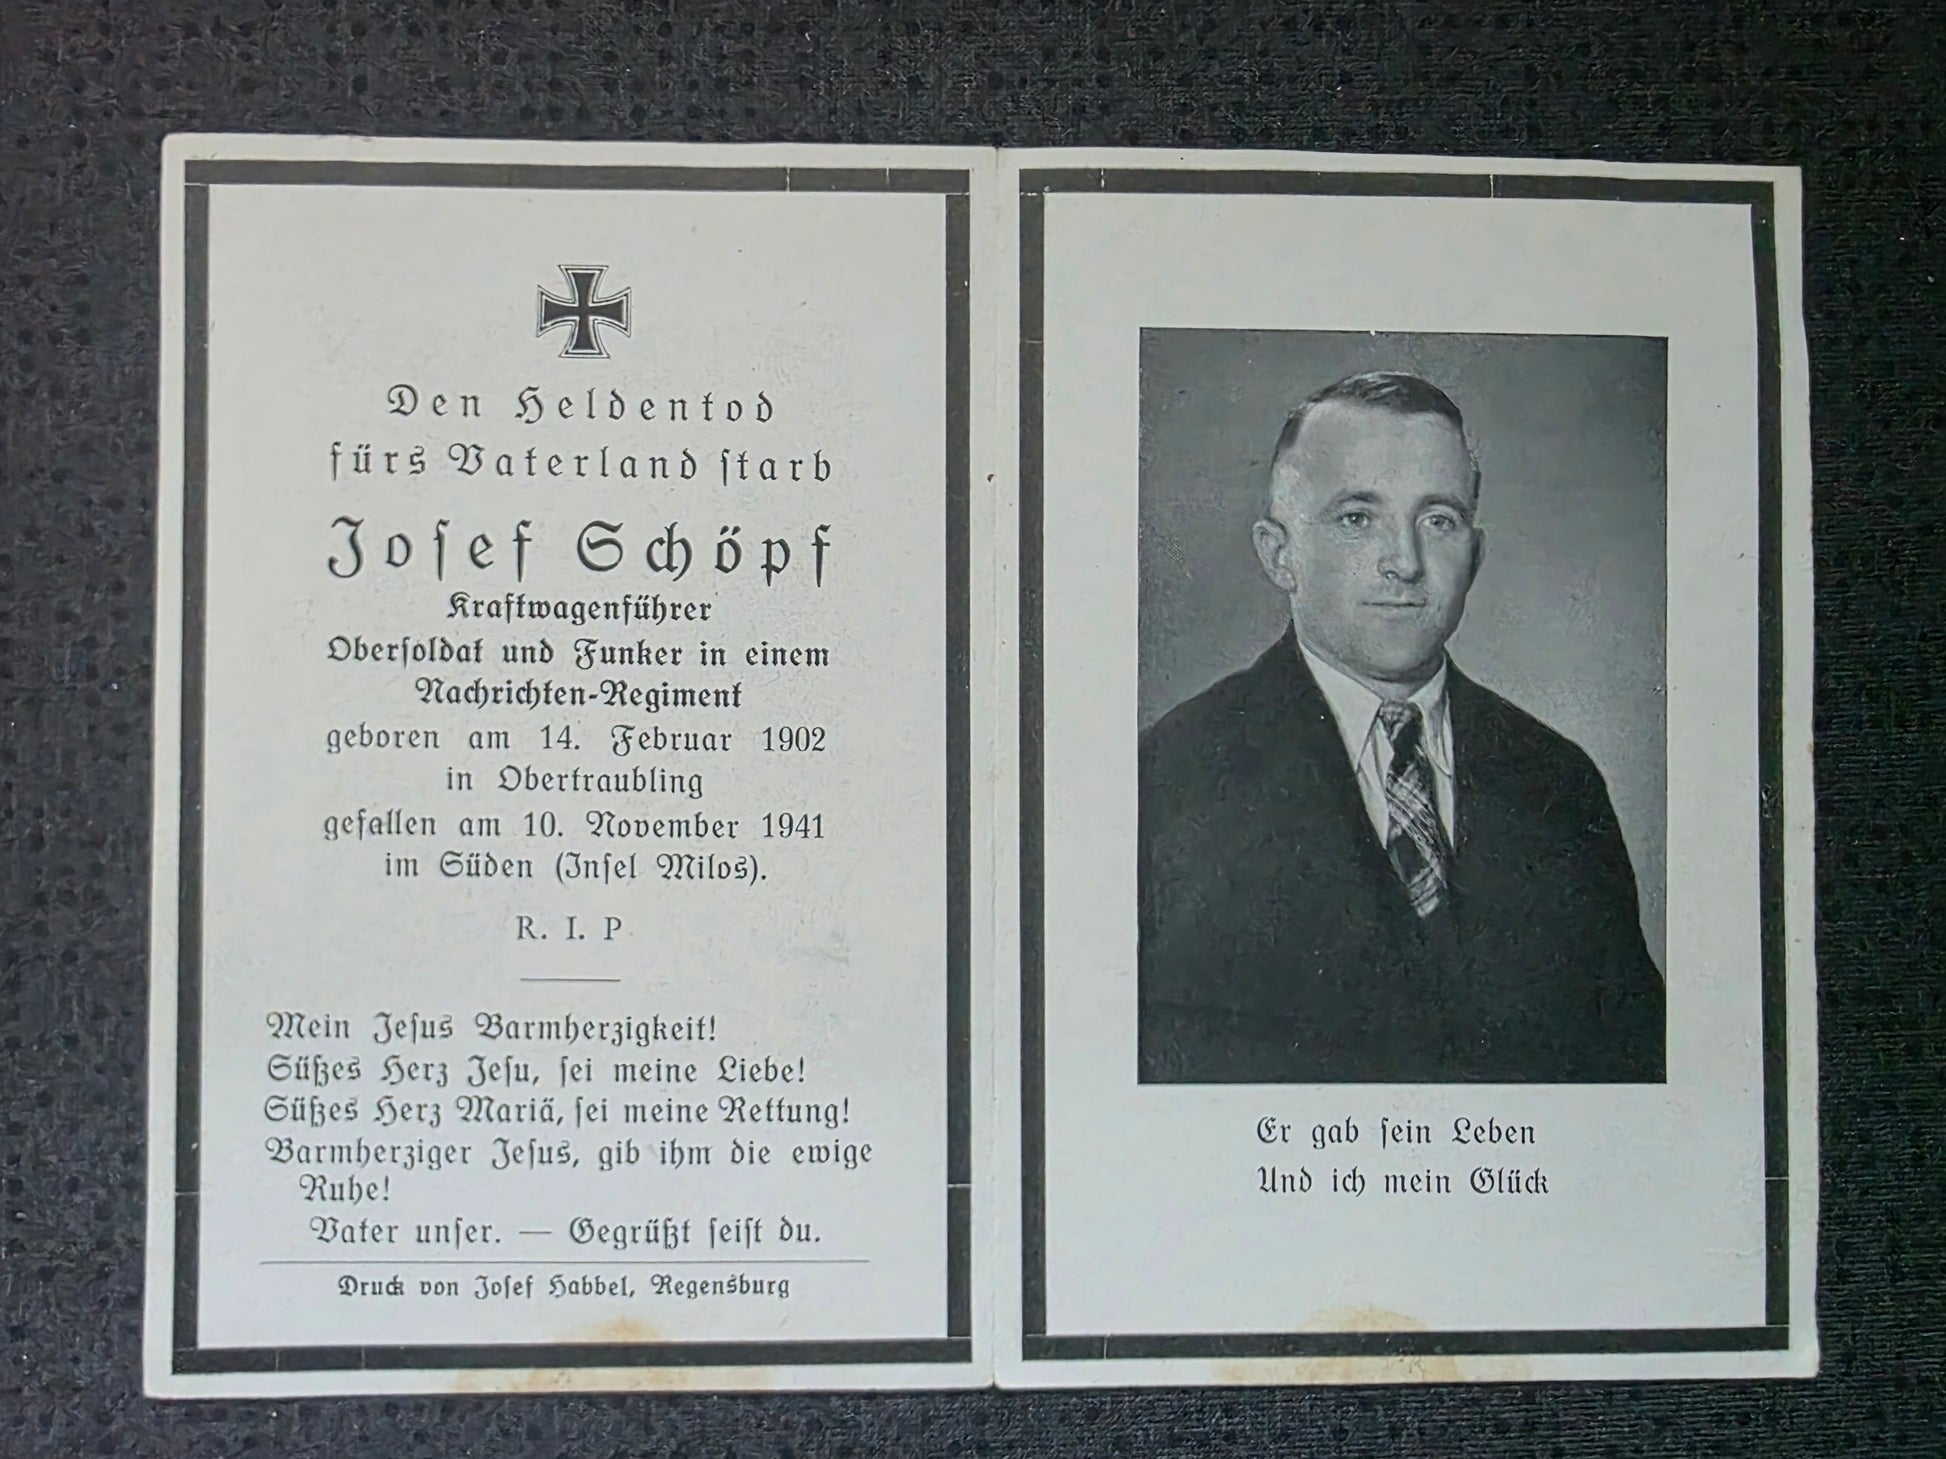 Den Heldentod
fürs Vaterland ſtarb
Joſef Schöpf
Kraftwagenführer
Oberſoldat und Funker in einem
Nachrichten-Regiment
geboren am 14. Februar 1902
in Obertraubling
gefallen am 10. November 1941
im Süden (Inſel Milos).
R. I. P
Mein Jeſus Barmherzigkeit!
Süßes Herz Jeſu, ſei meine Liebe!
Süßes Herz Mariä, ſei meine Rettung!
Barmherziger Jeſus, gib ihm die ewige
Ruhe!
Vater unſer. — Gegrüßt ſeiſt du.
Druck von Joſef Habbel, Regensburg
Er gab ſein Leben
Und ich mein Glück